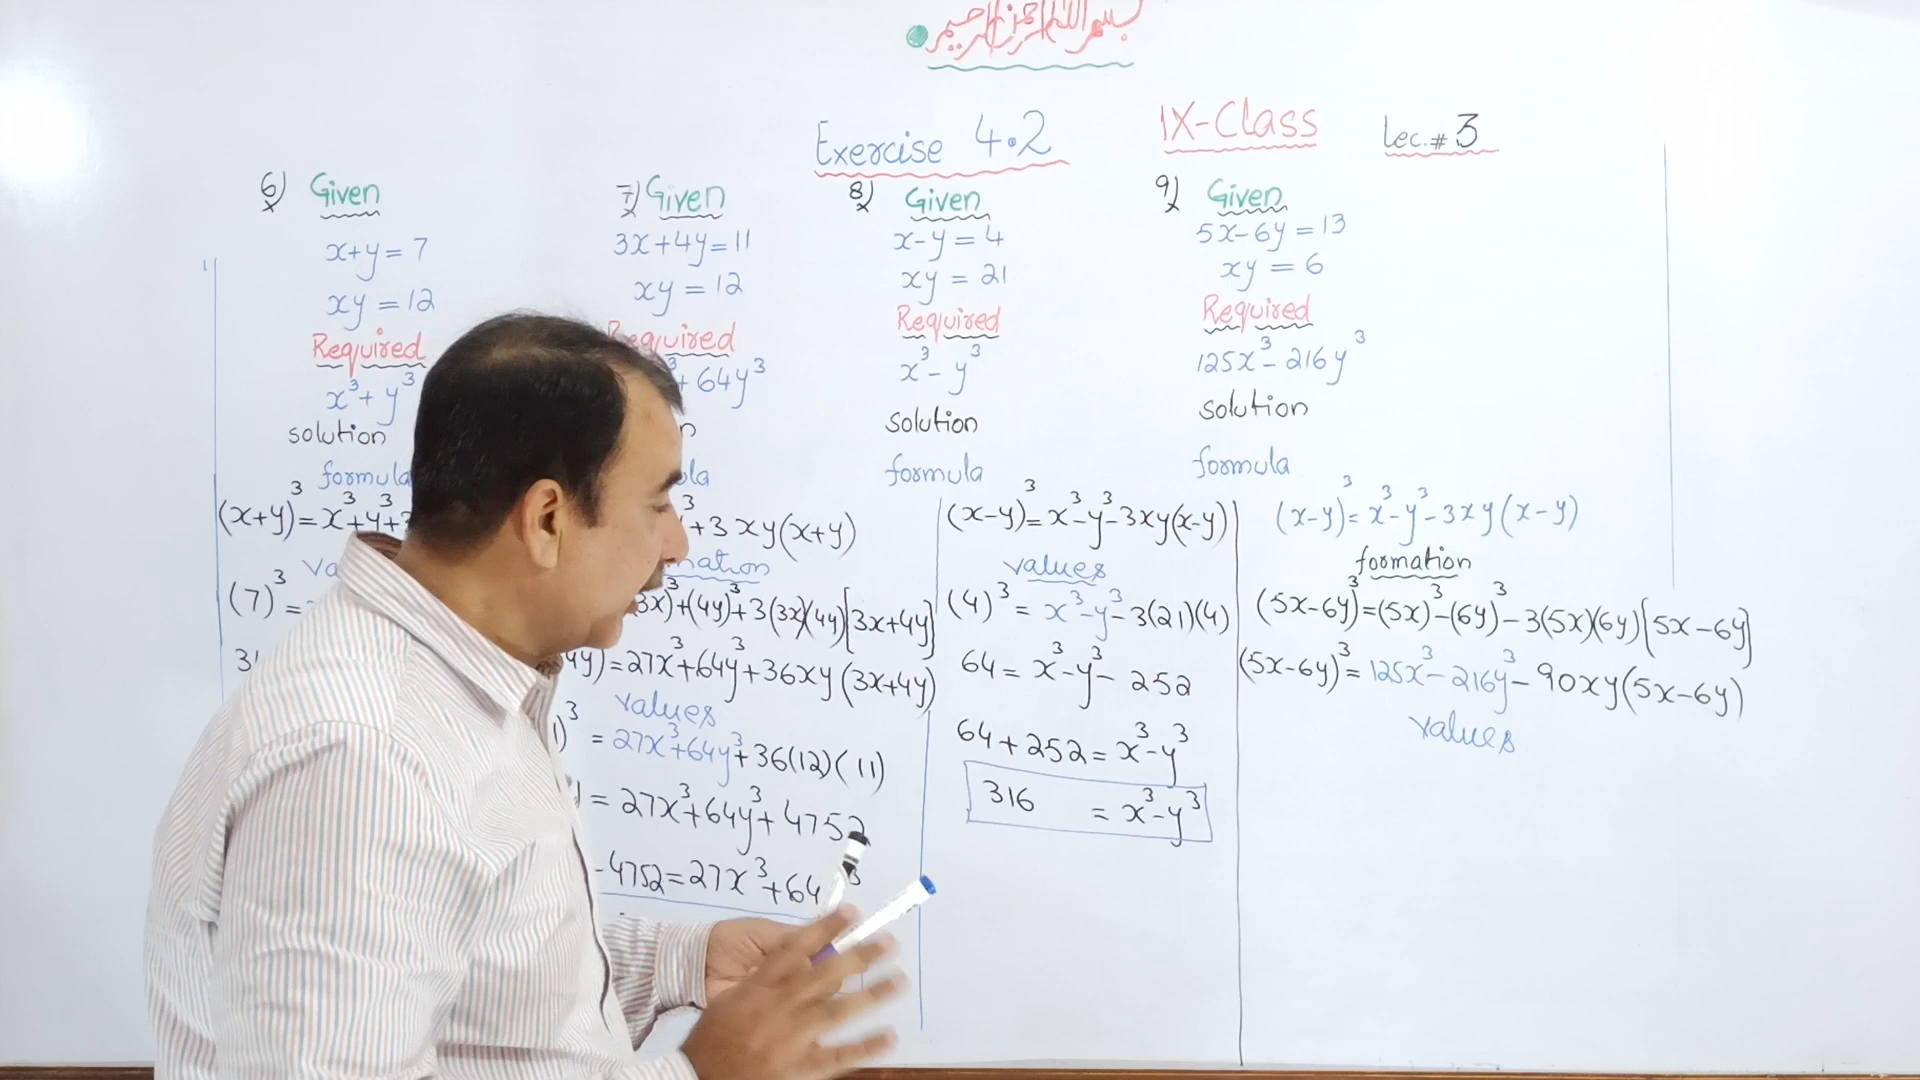 بسم اللہ الرحمن الرحیم
Exercise 4.2
IX-Class
Lec.# 3
6) Given
x+y=7
xy=12
Required
x³+y³
solution
formula
(x+y)³=x³+y³+3
(7)³=
7) Given
3x+4y=11
xy=12
Required
+64y³
+3xy(x+y)
(3x)³+(4y)³+3(3x)(4y)[3x+4y]
4y)=27x³+64y³+36xy(3x+4y)
values
)³=27x³+64y³+36(12)(11)
=27x³+64y³+4752
-4752=27x³+64
8) Given
x-y=4
xy=21
Required
x³-y³
solution
formula
(x-y)³=x³-y³-3xy(x-y)
values
(4)³=x³-y³-3(21)(4)
64=x³-y³-252
64+252=x³-y³
316 =x³-y³
9) Given
5x-6y=13
xy=6
Required
125x³-216y³
solution
formula
(x-y)³=x³-y³-3xy(x-y)
formation
(5x-6y)³=(5x)³-(6y)³-3(5x)(6y)[5x-6y]
(5x-6y)³=125x³-216y³-90xy(5x-6y)
values